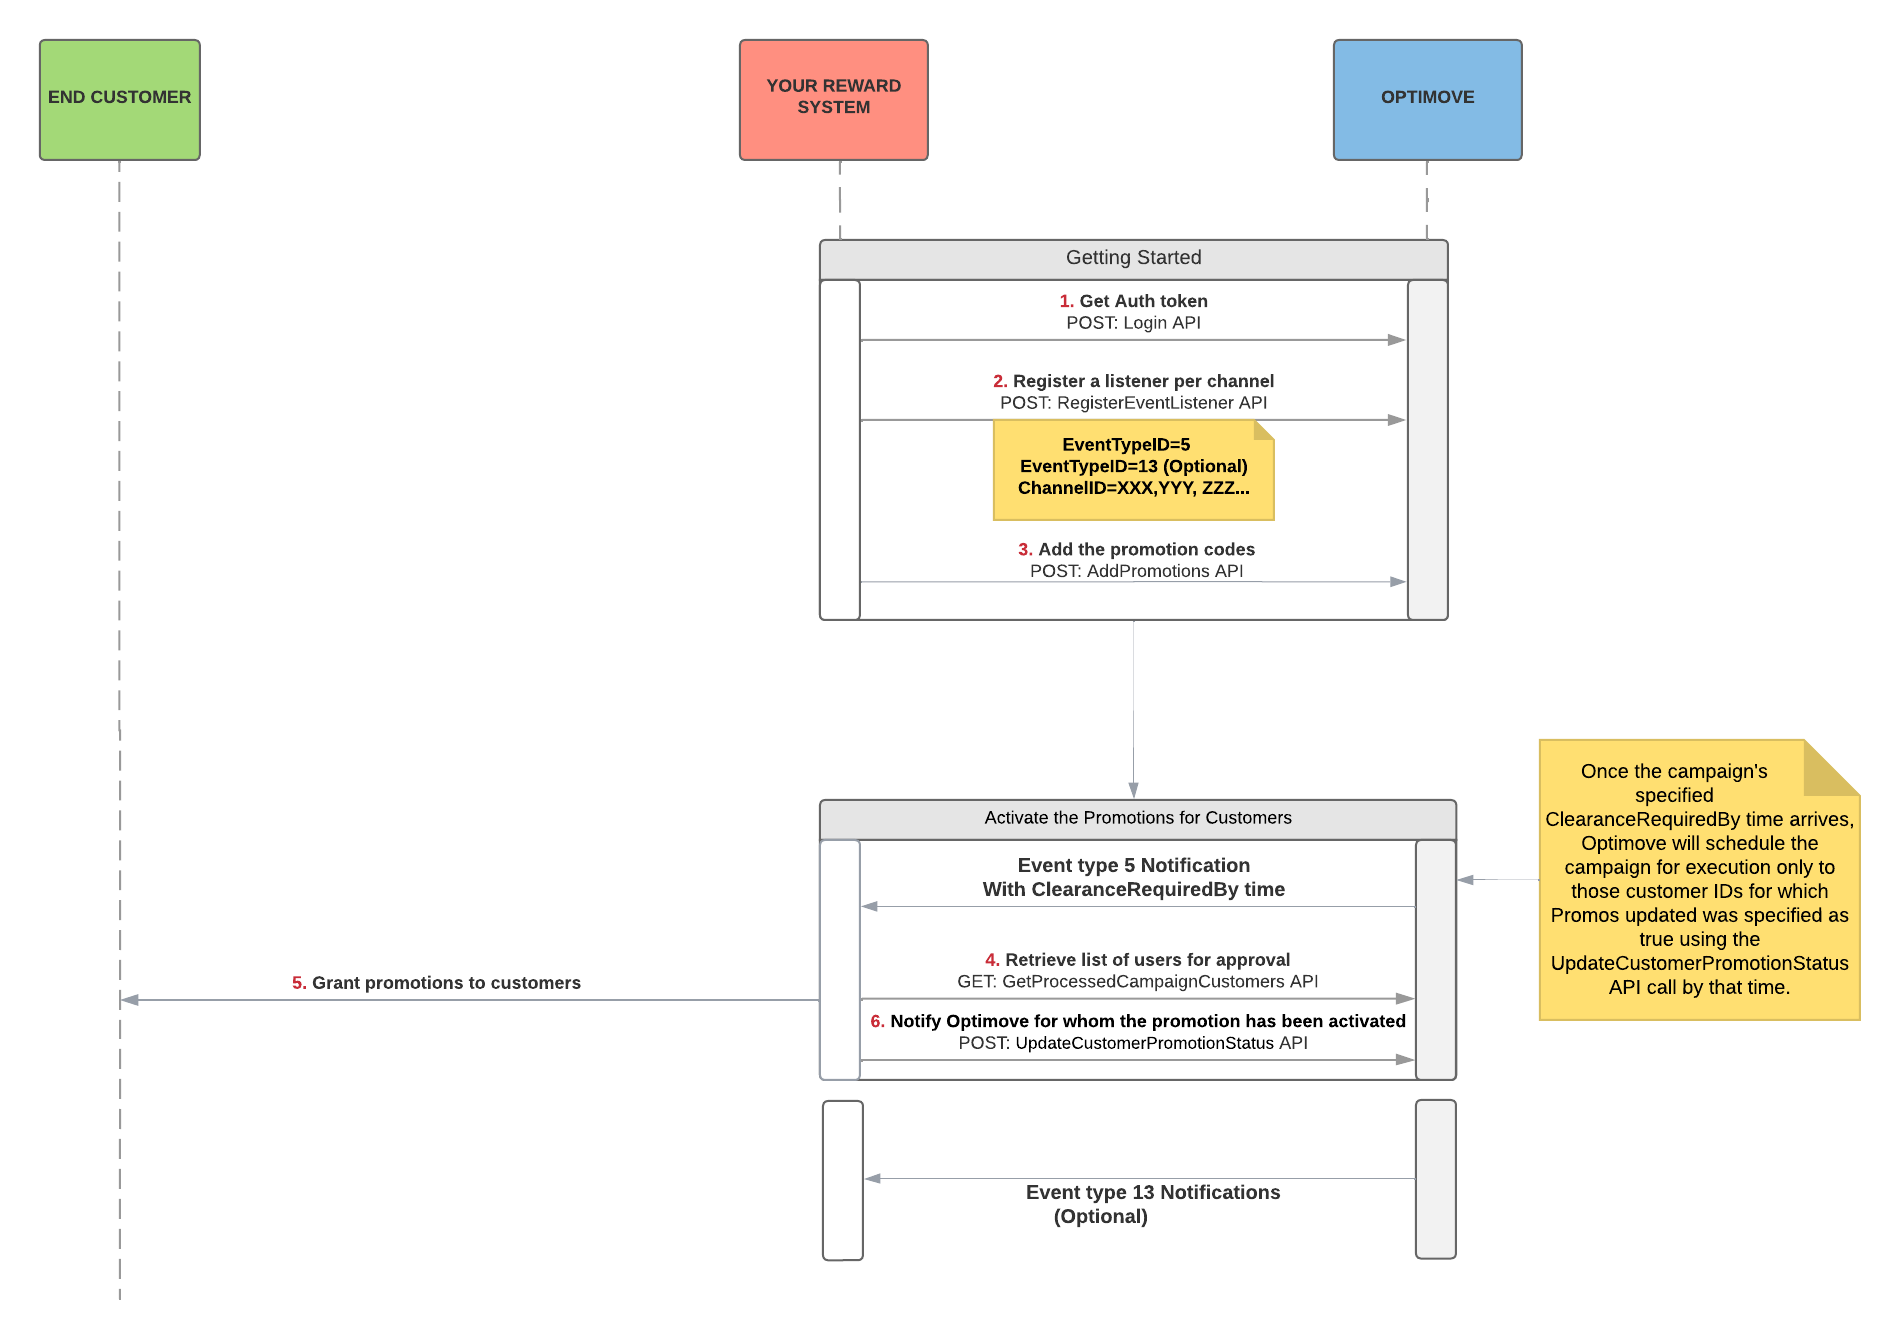 END CUSTOMER
YOUR REWARD
SYSTEM
OPTIMOVE
Getting Started
1. Get Auth token
POST: Login API
2. Register a listener per channel
POST: RegisterEventListener API
EventTypeID=5
EventTypeID=13 (Optional)
ChannelID=XXX,YYY, ZZZ...
3. Add the promotion codes
POST: AddPromotions API
Activate the Promotions for Customers
Event type 5 Notification
With ClearanceRequiredBy time
4. Retrieve list of users for approval
GET: GetProcessedCampaignCustomers API
5. Grant promotions to customers
6. Notify Optimove for whom the promotion has been activated
POST: UpdateCustomerPromotionStatus API
Once the campaign's
specified
ClearanceRequiredBy time arrives,
Optimove will schedule the
campaign for execution only to
those customer IDs for which
Promos updated was specified as
true using the
UpdateCustomerPromotionStatus
API call by that time.
Event type 13 Notifications
(Optional)